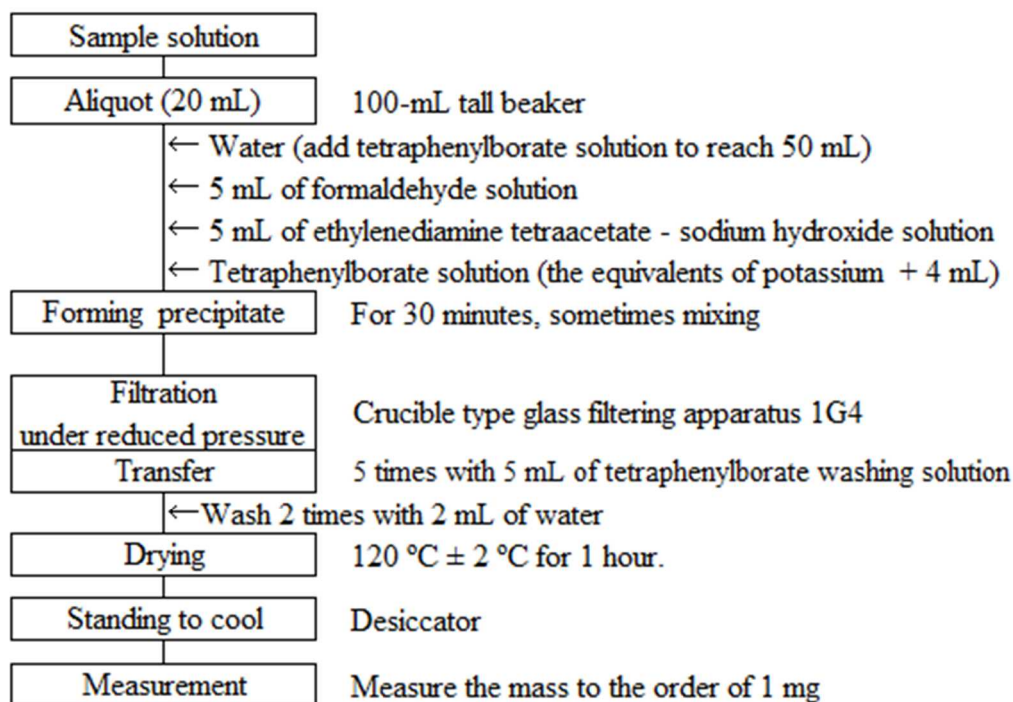 Sample solution
Aliquot (20 mL) 100-mL tall beaker
← Water (add tetraphenylborate solution to reach 50 mL)
← 5 mL of formaldehyde solution
← 5 mL of ethylenediamine tetraacetate - sodium hydroxide solution
← Tetraphenylborate solution (the equivalents of potassium + 4 mL)
Forming precipitate For 30 minutes, sometimes mixing
Filtration
under reduced pressure Crucible type glass filtering apparatus 1G4
Transfer 5 times with 5 mL of tetraphenylborate washing solution
←Wash 2 times with 2 mL of water
Drying 120 ºC ± 2 ºC for 1 hour.
Standing to cool Desiccator
Measurement Measure the mass to the order of 1 mg